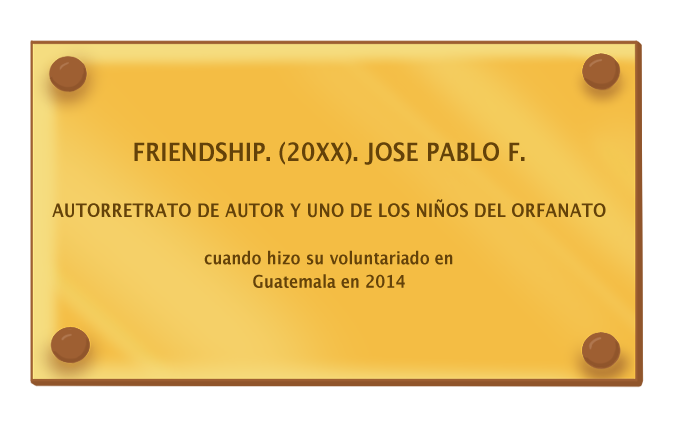 FRIENDSHIP. (20XX). JOSE PABLO F.
AUTORRETRATO DE AUTOR Y UNO DE LOS NIÑOS DEL ORFANATO
cuando hizo su voluntariado en
Guatemala en 2014